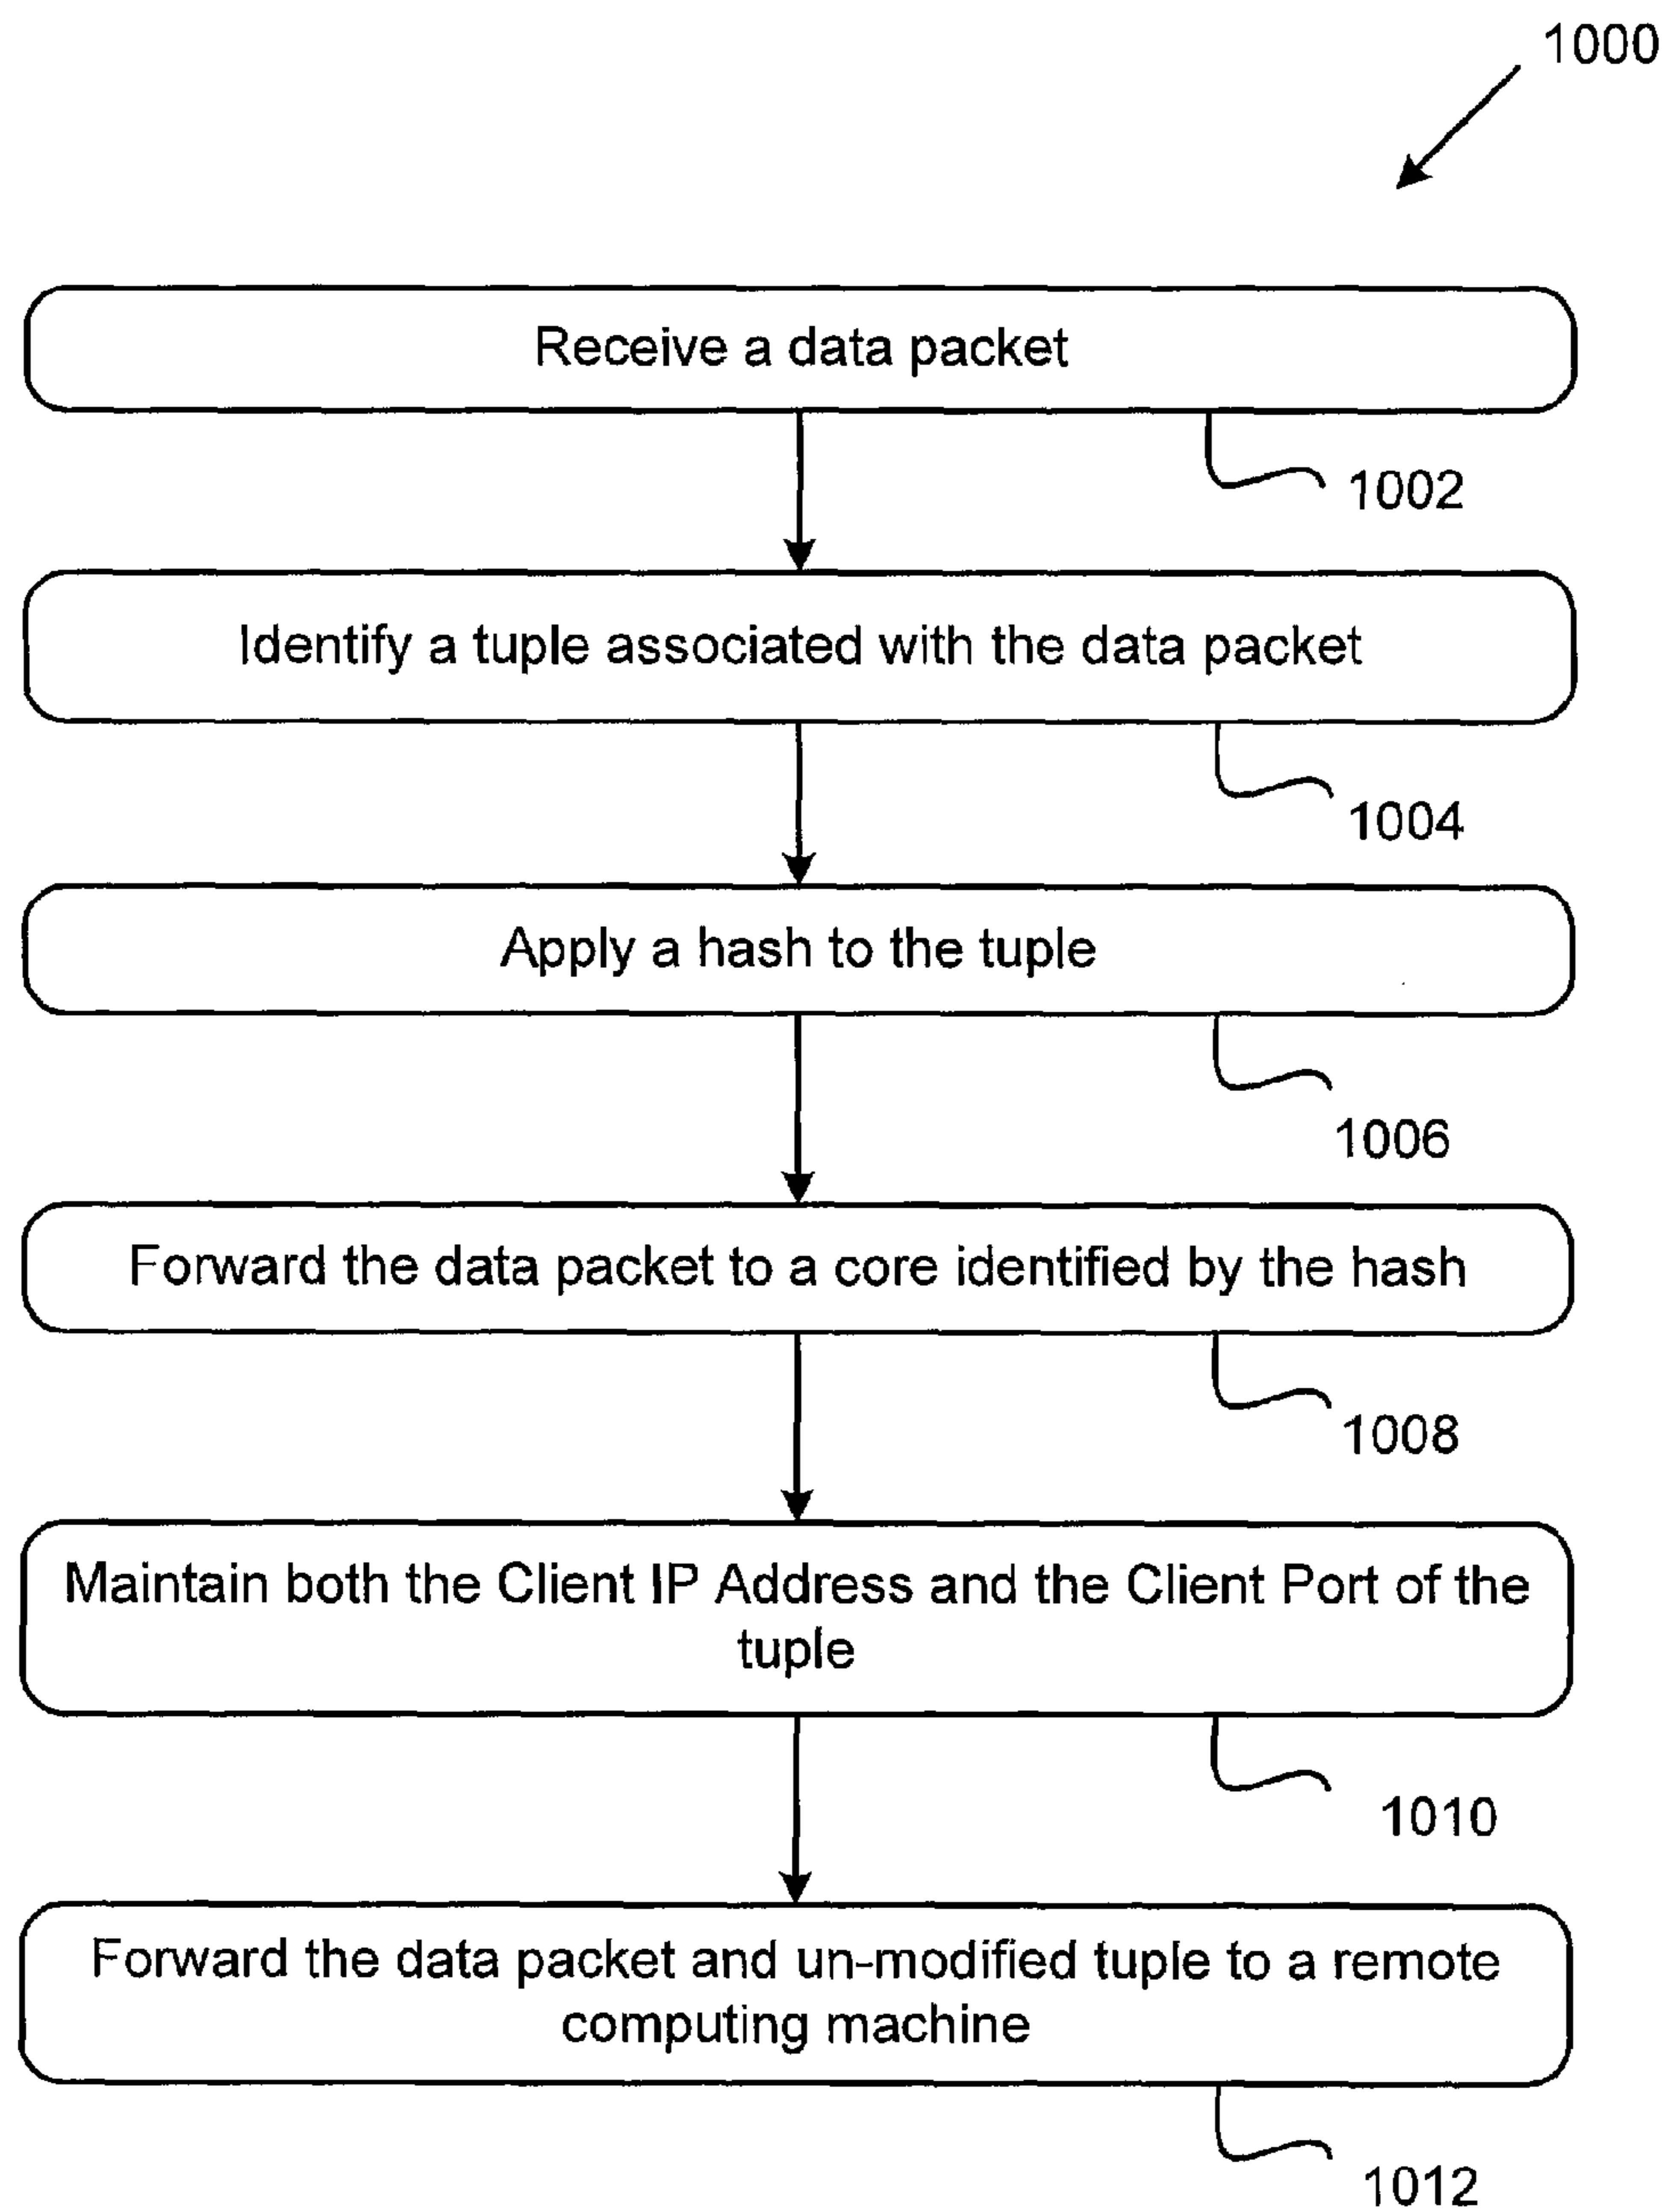 1000
Receive a data packet
1002
Identify a tuple associated with the data packet
1004
Apply a hash to the tuple
1006
Forward the data packet to a core identified by the hash
1008
Maintain both the Client IP Address and the Client Port of the
tuple
1010
Forward the data packet and un-modified tuple to a remote
computing machine
1012